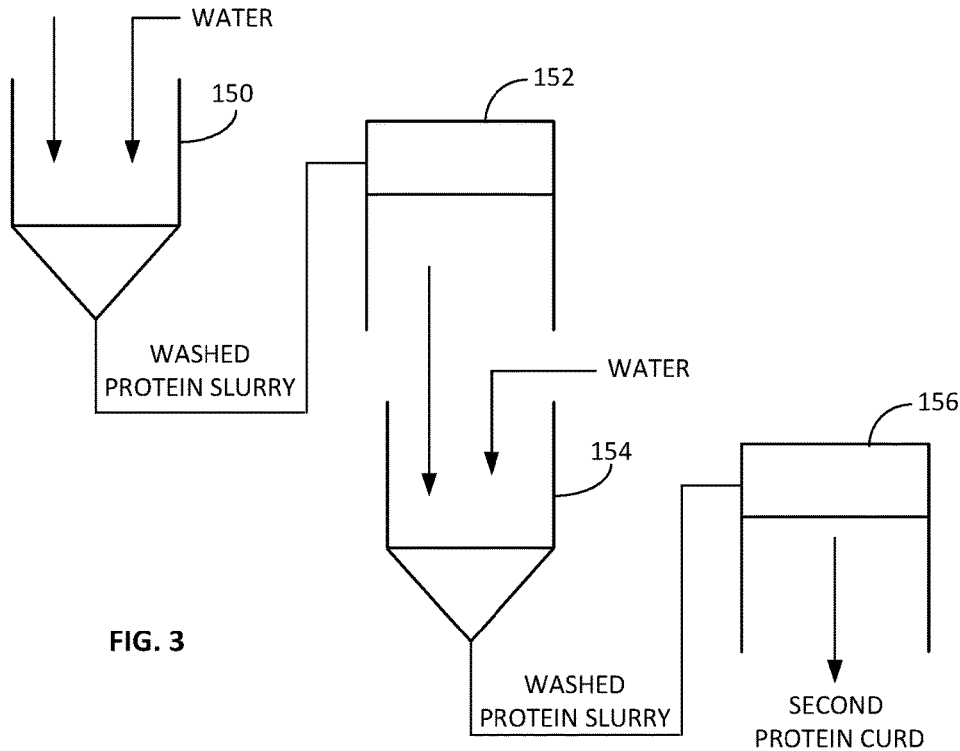 WATER
150
152
WASHED
PROTEIN SLURRY
WATER
154
156
FIG. 3
WASHED
PROTEIN SLURRY
SECOND
PROTEIN CURD